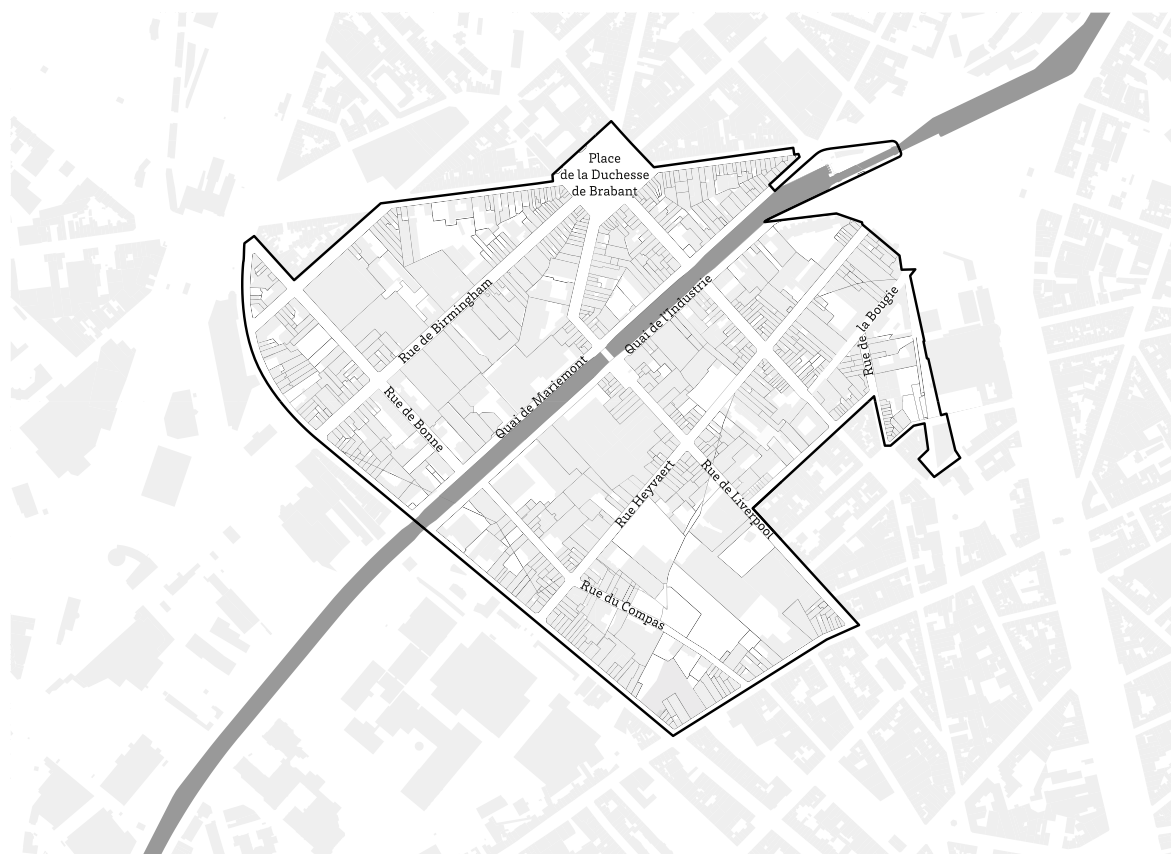 Place
de la Duchesse
de Brabant
Rue de Birmingham
Quai de l'Industrie
Rue de la Bougie
Quai de Mariemont
Rue de Bonne
Rue Heyvaert
Rue de Liverpool
Rue du Compas